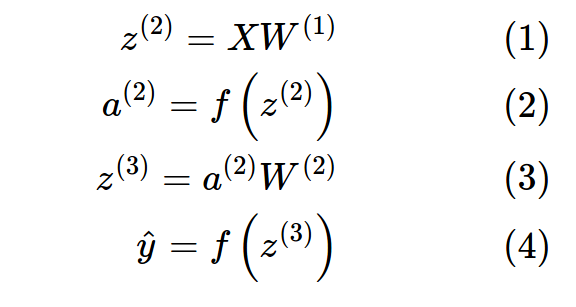 z^{(2)} = XW^{(1)} (1)
a^{(2)} = f(z^{(2)}) (2)
z^{(3)} = a^{(2)}W^{(2)} (3)
ŷ = f(z^{(3)}) (4)